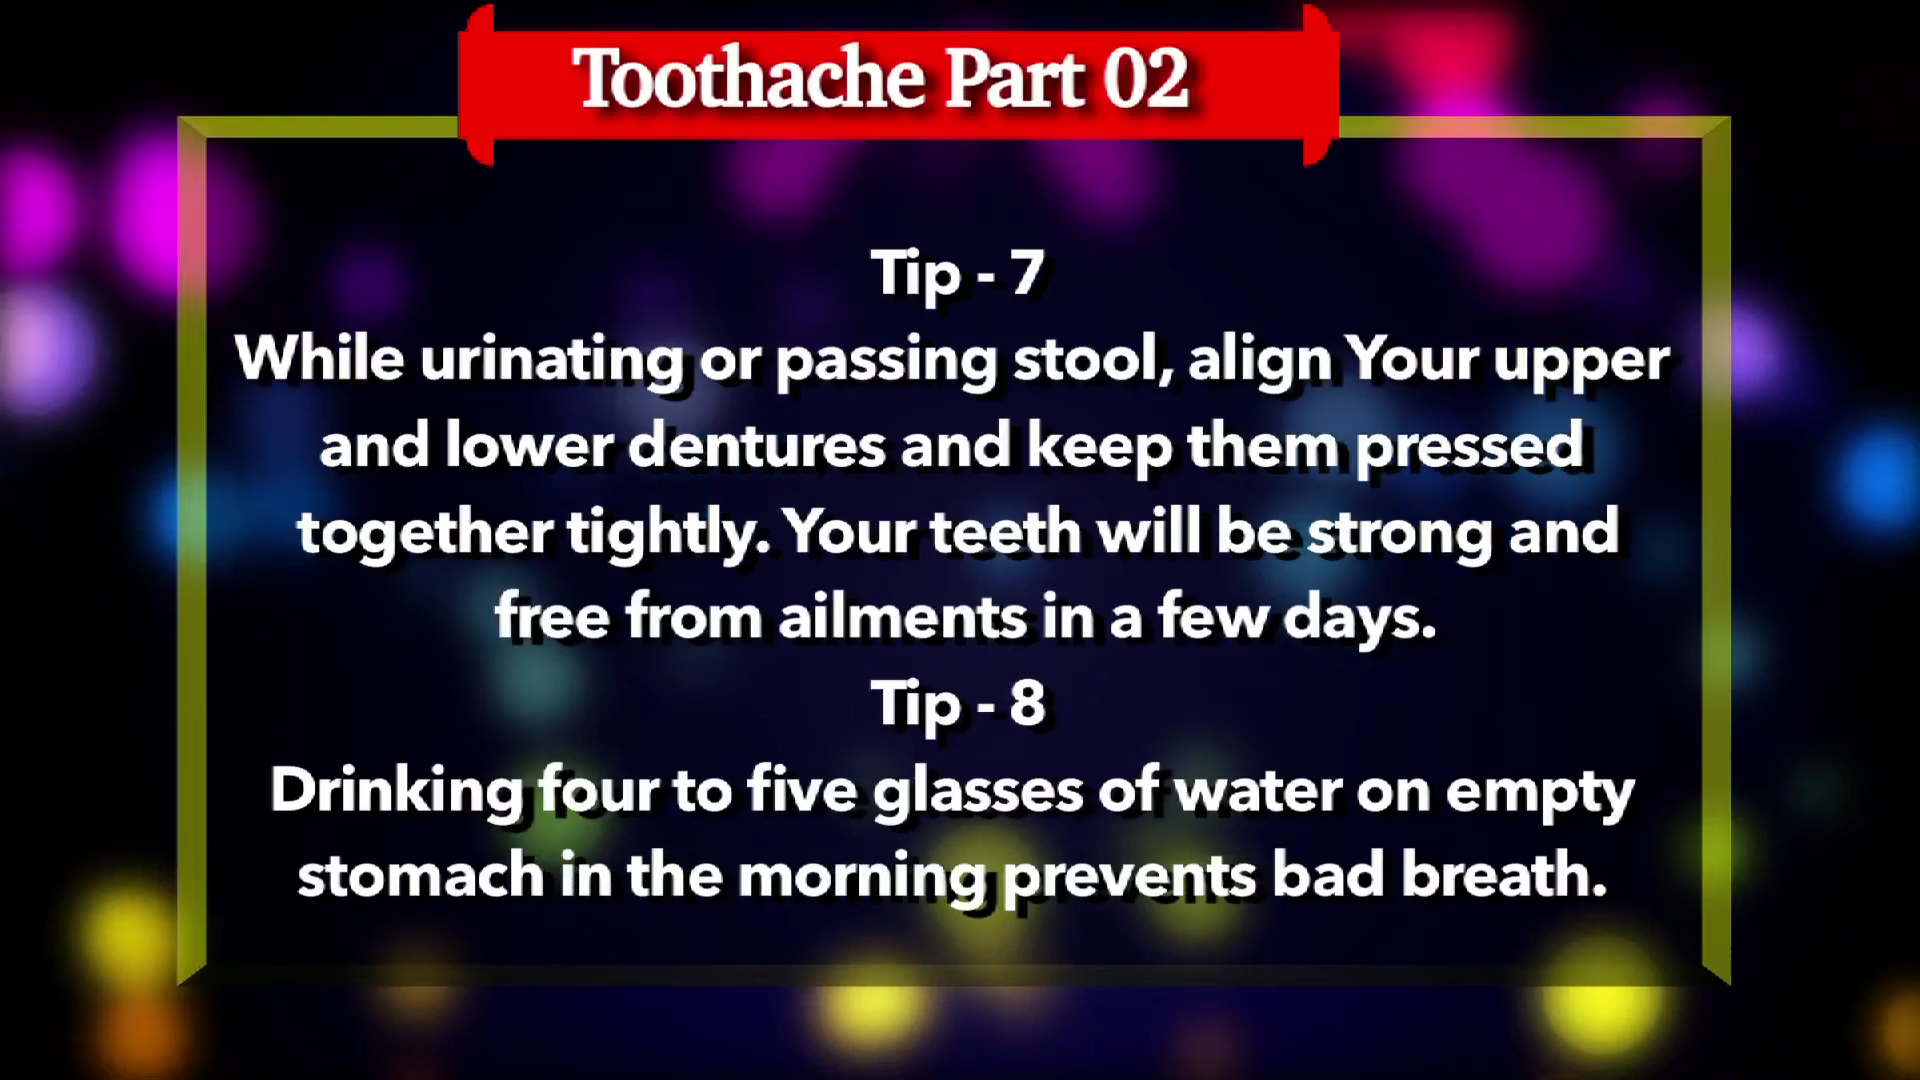 Toothache Part 02
Tip - 7
While urinating or passing stool, align Your upper
and lower dentures and keep them pressed
together tightly. Your teeth will be strong and
free from ailments in a few days.
Tip - 8
Drinking four to five glasses of water on empty
stomach in the morning prevents bad breath.